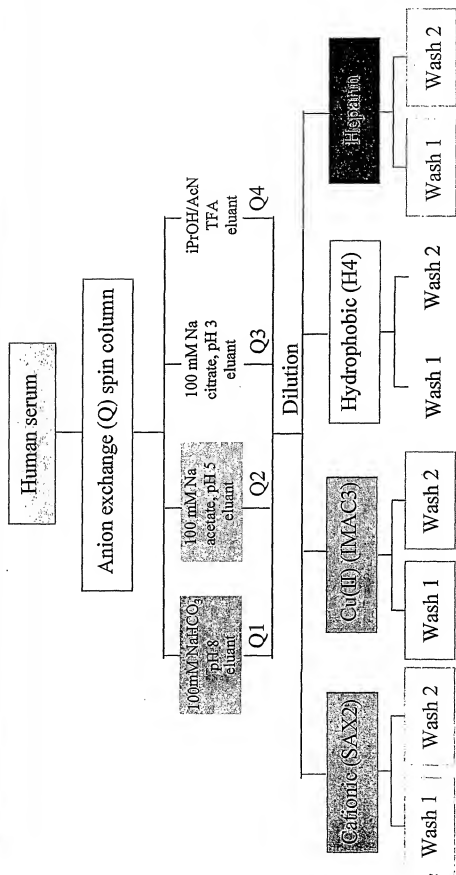 Human serum
Anion exchange (Q) spin column
100mM NaHCO3
pH 8
eluant
Q1
100 mM Na
acetate, pH 5
eluant
Q2
100 mM Na
citrate, pH 3
eluant
Q3
iPrOH/AcN
TFA
eluant
Q4
Dilution
Cationic (SAX2)
Cu(II) (IMAC3)
Hydrophobic (H4)
Heparin
Wash 1
Wash 2
Wash 1
Wash 2
Wash 1
Wash 2
Wash 1
Wash 2